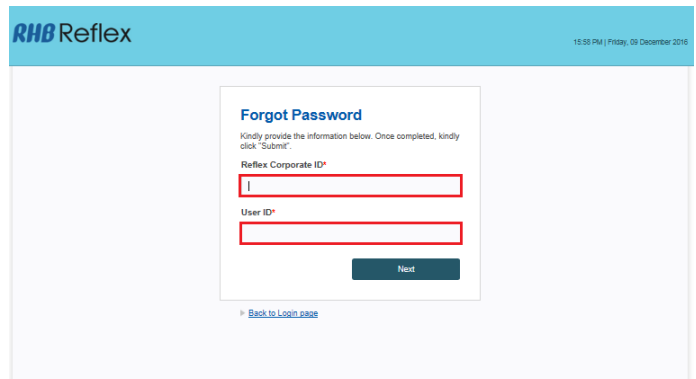 RHB Reflex
15:58 PM | Friday, 09 December 2016
Forgot Password
Kindly provide the information below. Once completed, kindly
click "Submit".
Reflex Corporate ID*
User ID*
Next
Back to Login page